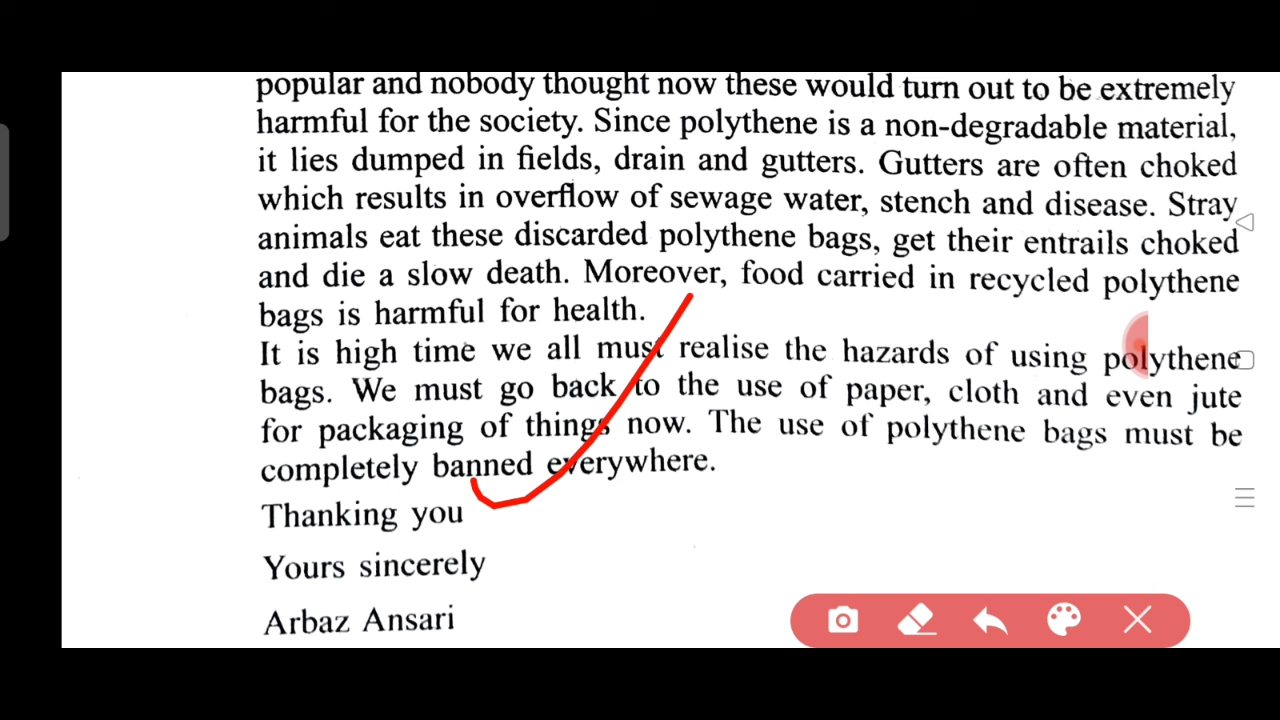 popular and nobody thought now these would turn out to be extremely
harmful for the society. Since polythene is a non-degradable material,
it lies dumped in fields, drain and gutters. Gutters are often choked
which results in overflow of sewage water, stench and disease. Stray
animals eat these discarded polythene bags, get their entrails choked
and die a slow death. Moreover, food carried in recycled polythene
bags is harmful for health.
It is high time we all must realise the hazards of using polythene
bags. We must go back to the use of paper, cloth and even jute
for packaging of things now. The use of polythene bags must be
completely banned everywhere.
Thanking you
Yours sincerely
Arbaz Ansari